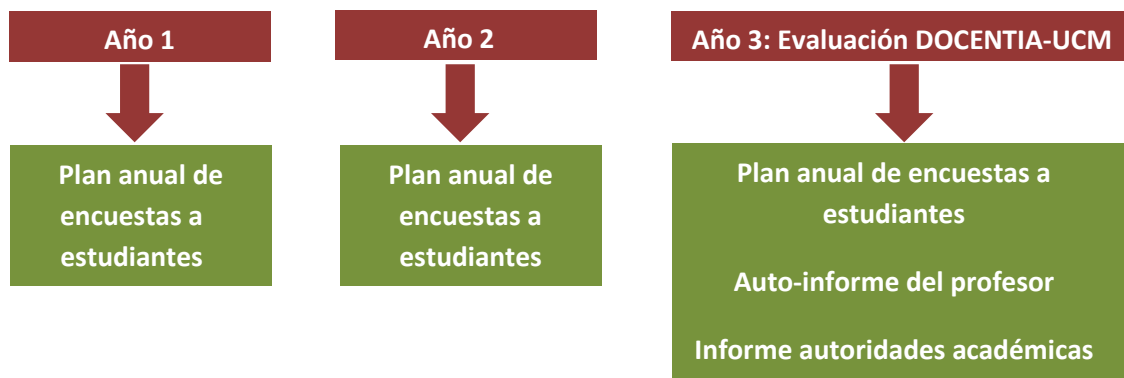 Año 1
Plan anual de
encuestas a
estudiantes
Año 2
Plan anual de
encuestas a
estudiantes
Año 3: Evaluación DOCENTIA-UCM
Plan anual de encuestas a
estudiantes
Auto-informe del profesor
Informe autoridades académicas